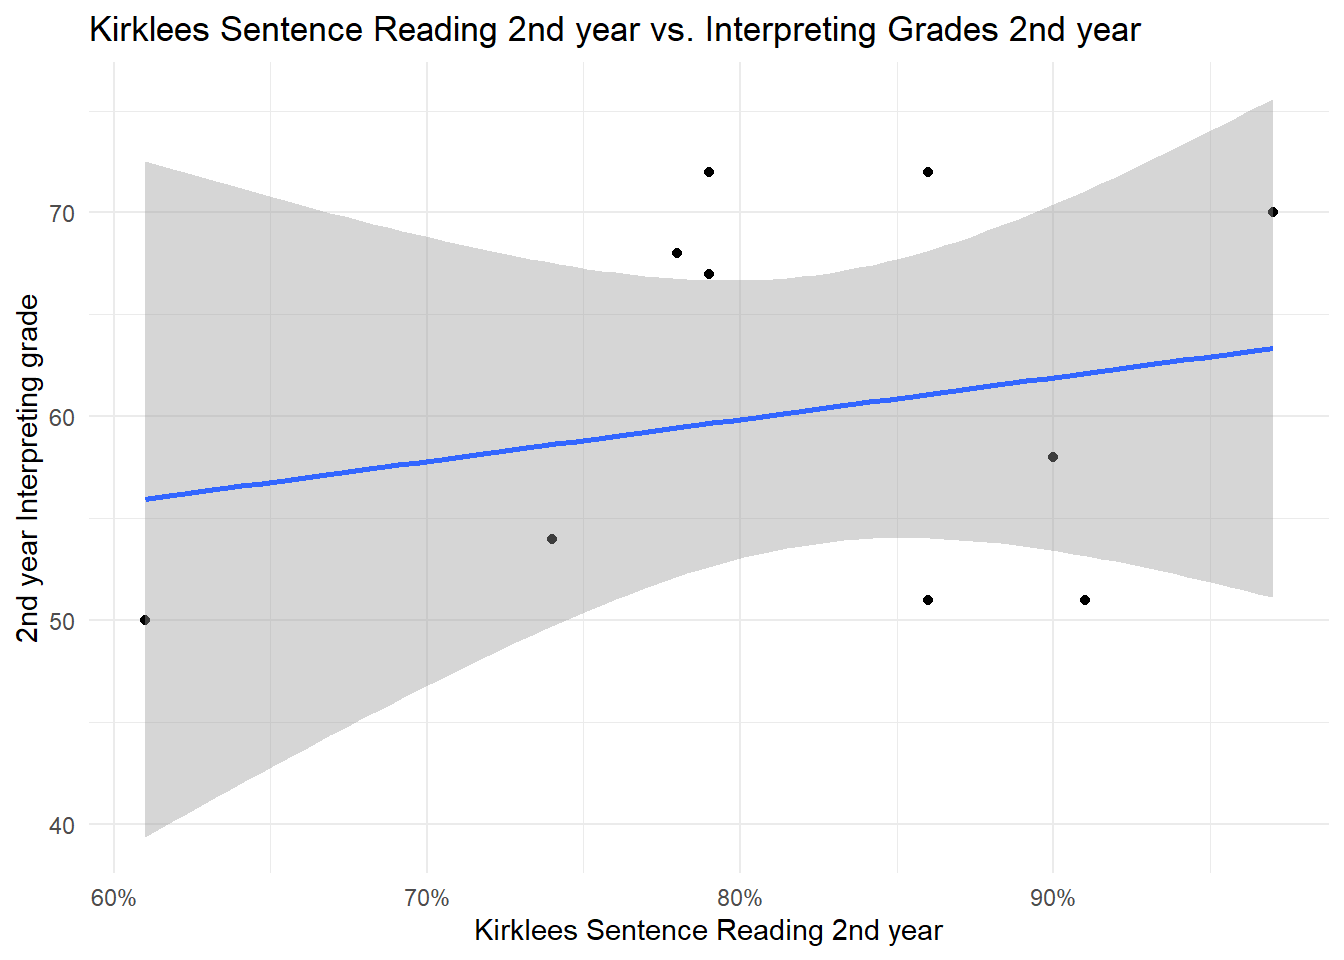 Kirklees Sentence Reading 2nd year vs. Interpreting Grades 2nd year
2nd year Interpreting grade
70
60
50
40
60% 70% 80% 90%
Kirklees Sentence Reading 2nd year